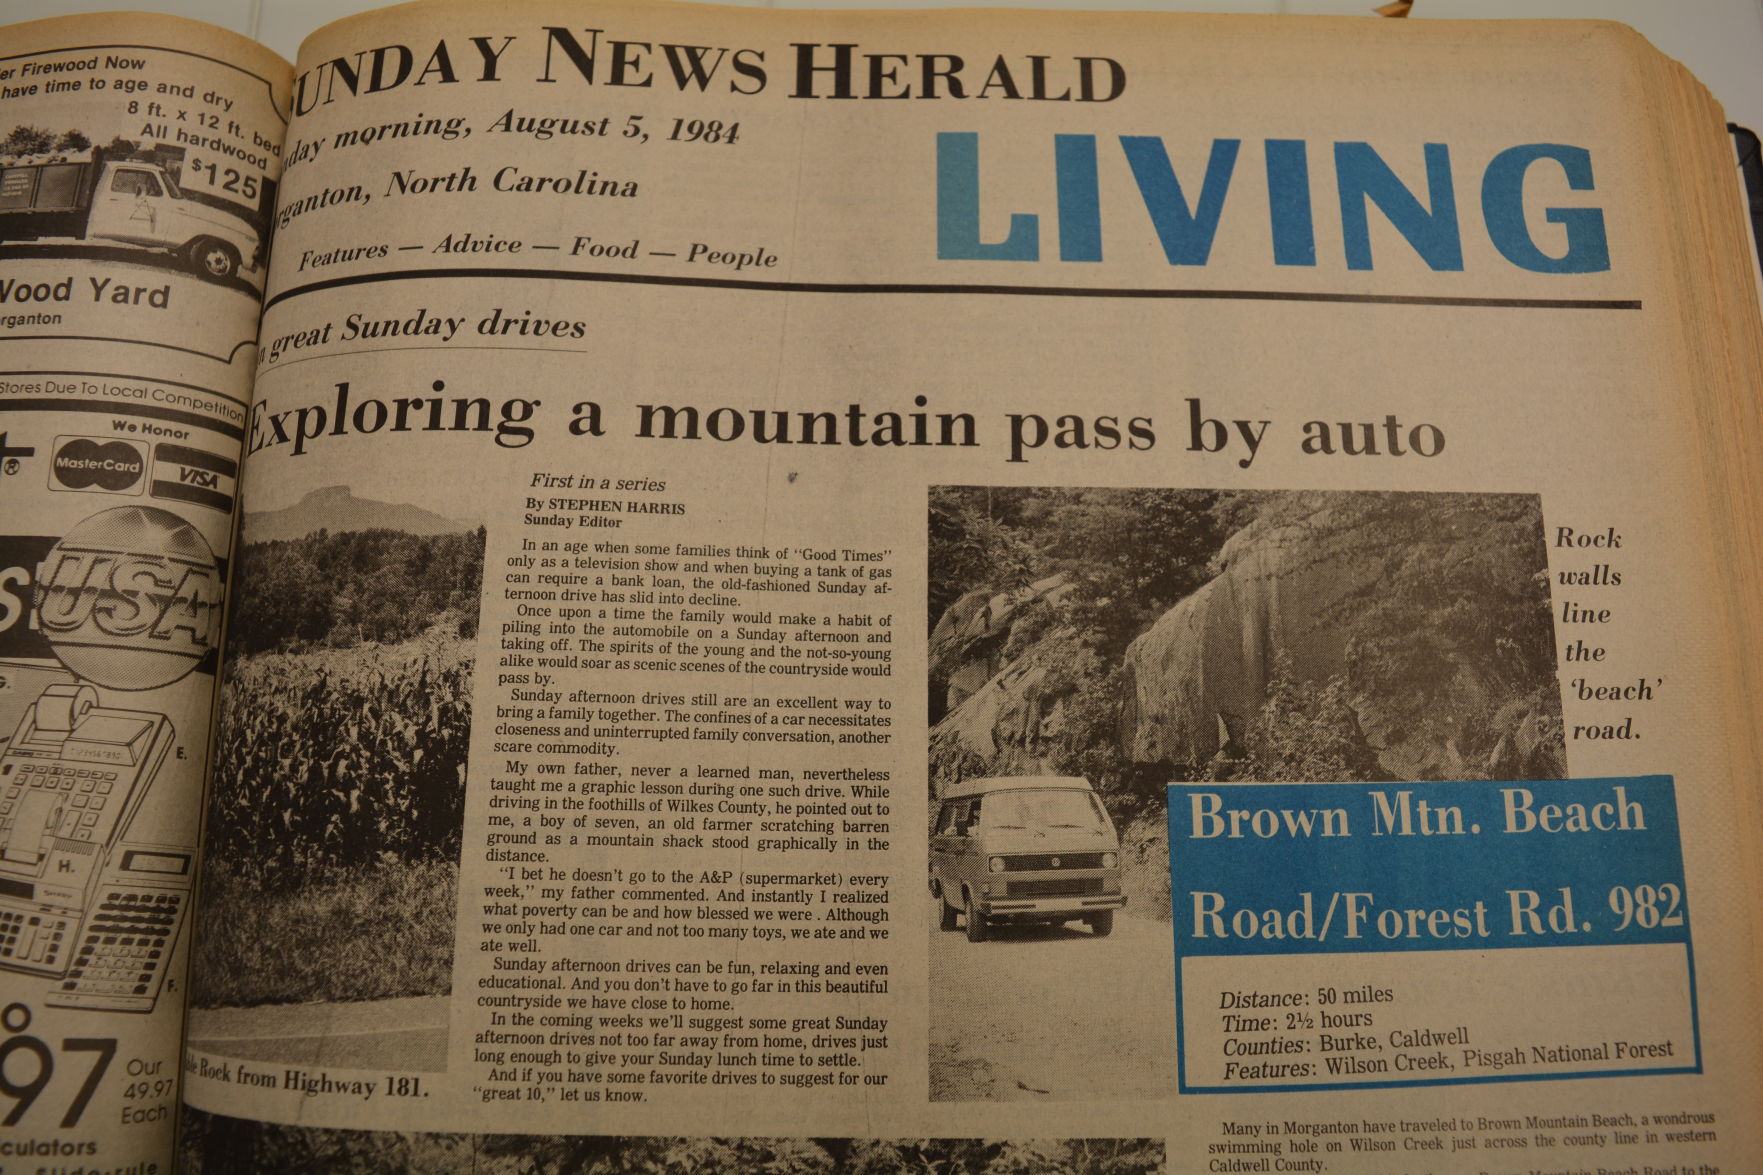 er Firewood Now
have time to age and dry
8 ft. x 12 ft. bed
All hardwood
$125
Wood Yard
rganton
Stores Due To Local Competition
We Honor
MasterCard
VISA
®
USA
G.
E.
H.
F.
97
Our
49.97
Each
culators
Slide-rule
SUNDAY NEWS HERALD
day morning, August 5, 1984
rganton, North Carolina
Features — Advice — Food — People
LIVING
great Sunday drives
Exploring a mountain pass by auto
First in a series
By STEPHEN HARRIS
Sunday Editor
In an age when some families think of "Good Times"
only as a television show and when buying a tank of gas
can require a bank loan, the old-fashioned Sunday af-
ternoon drive has slid into decline.
Once upon a time the family would make a habit of
piling into the automobile on a Sunday afternoon and
taking off. The spirits of the young and the not-so-young
alike would soar as scenic scenes of the countryside would
pass by.
Sunday afternoon drives still are an excellent way to
bring a family together. The confines of a car necessitates
closeness and uninterrupted family conversation, another
scare commodity.
My own father, never a learned man, nevertheless
taught me a graphic lesson during one such drive. While
driving in the foothills of Wilkes County, he pointed out to
me, a boy of seven, an old farmer scratching barren
ground as a mountain shack stood graphically in the
distance.
"I bet he doesn't go to the A&P (supermarket) every
week," my father commented. And instantly I realized
what poverty can be and how blessed we were . Although
we only had one car and not too many toys, we ate and we
ate well.
Sunday afternoon drives can be fun, relaxing and even
educational. And you don't have to go far in this beautiful
countryside we have close to home.
In the coming weeks we'll suggest some great Sunday
afternoon drives not too far away from home, drives just
long enough to give your Sunday lunch time to settle.
And if you have some favorite drives to suggest for our
"great 10," let us know.
Rock from Highway 181.
Rock
walls
line
the
'beach'
road.
Brown Mtn. Beach
Road/Forest Rd. 982
Distance: 50 miles
Time: 2½ hours
Counties: Burke, Caldwell
Features: Wilson Creek, Pisgah National Forest
Many in Morganton have traveled to Brown Mountain Beach, a wondrous
swimming hole on Wilson Creek just across the county line in western
Caldwell County.